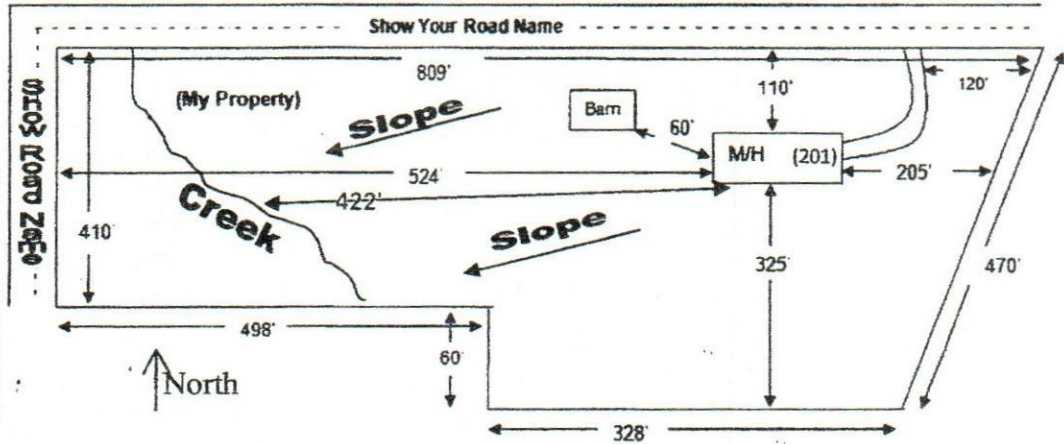 Show Your Road Name
Show Road Name
809'
110'
120'
(My Property)
Slope
Barn
60'
M/H (201)
524'
205'
422'
Creek
Slope
410'
325'
470'
498'
60'
North
328'